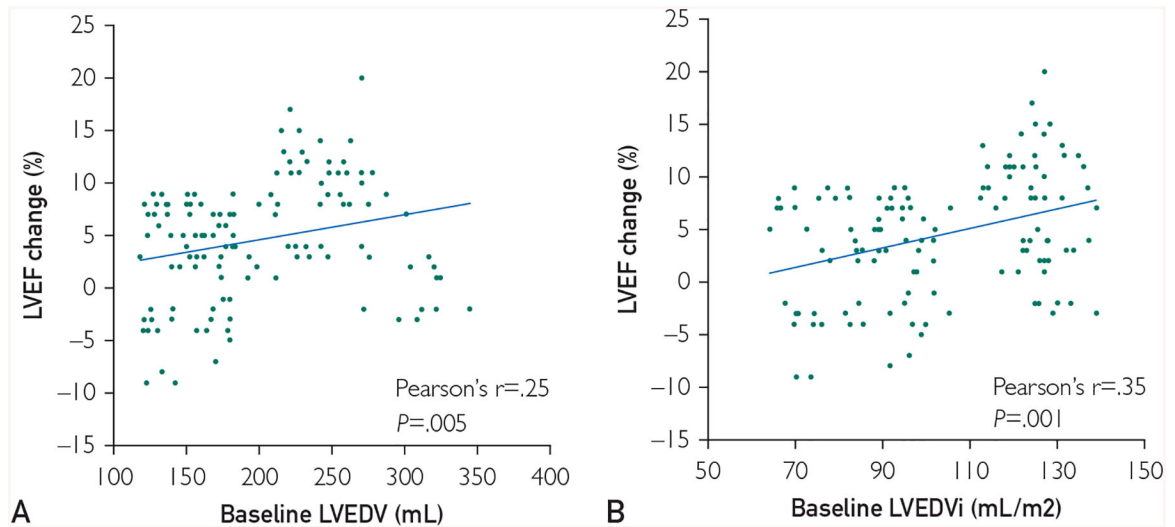 25
20
15
10
5
0
−5
−10
−15
LVEF change (%)
Pearson's r=.25
P=.005
100 150 200 250 300 350 400
A Baseline LVEDV (mL)
25
20
15
10
5
0
−5
−10
−15
LVEF change (%)
Pearson's r=.35
P=.001
50 70 90 110 130 150
B Baseline LVEDVi (mL/m2)